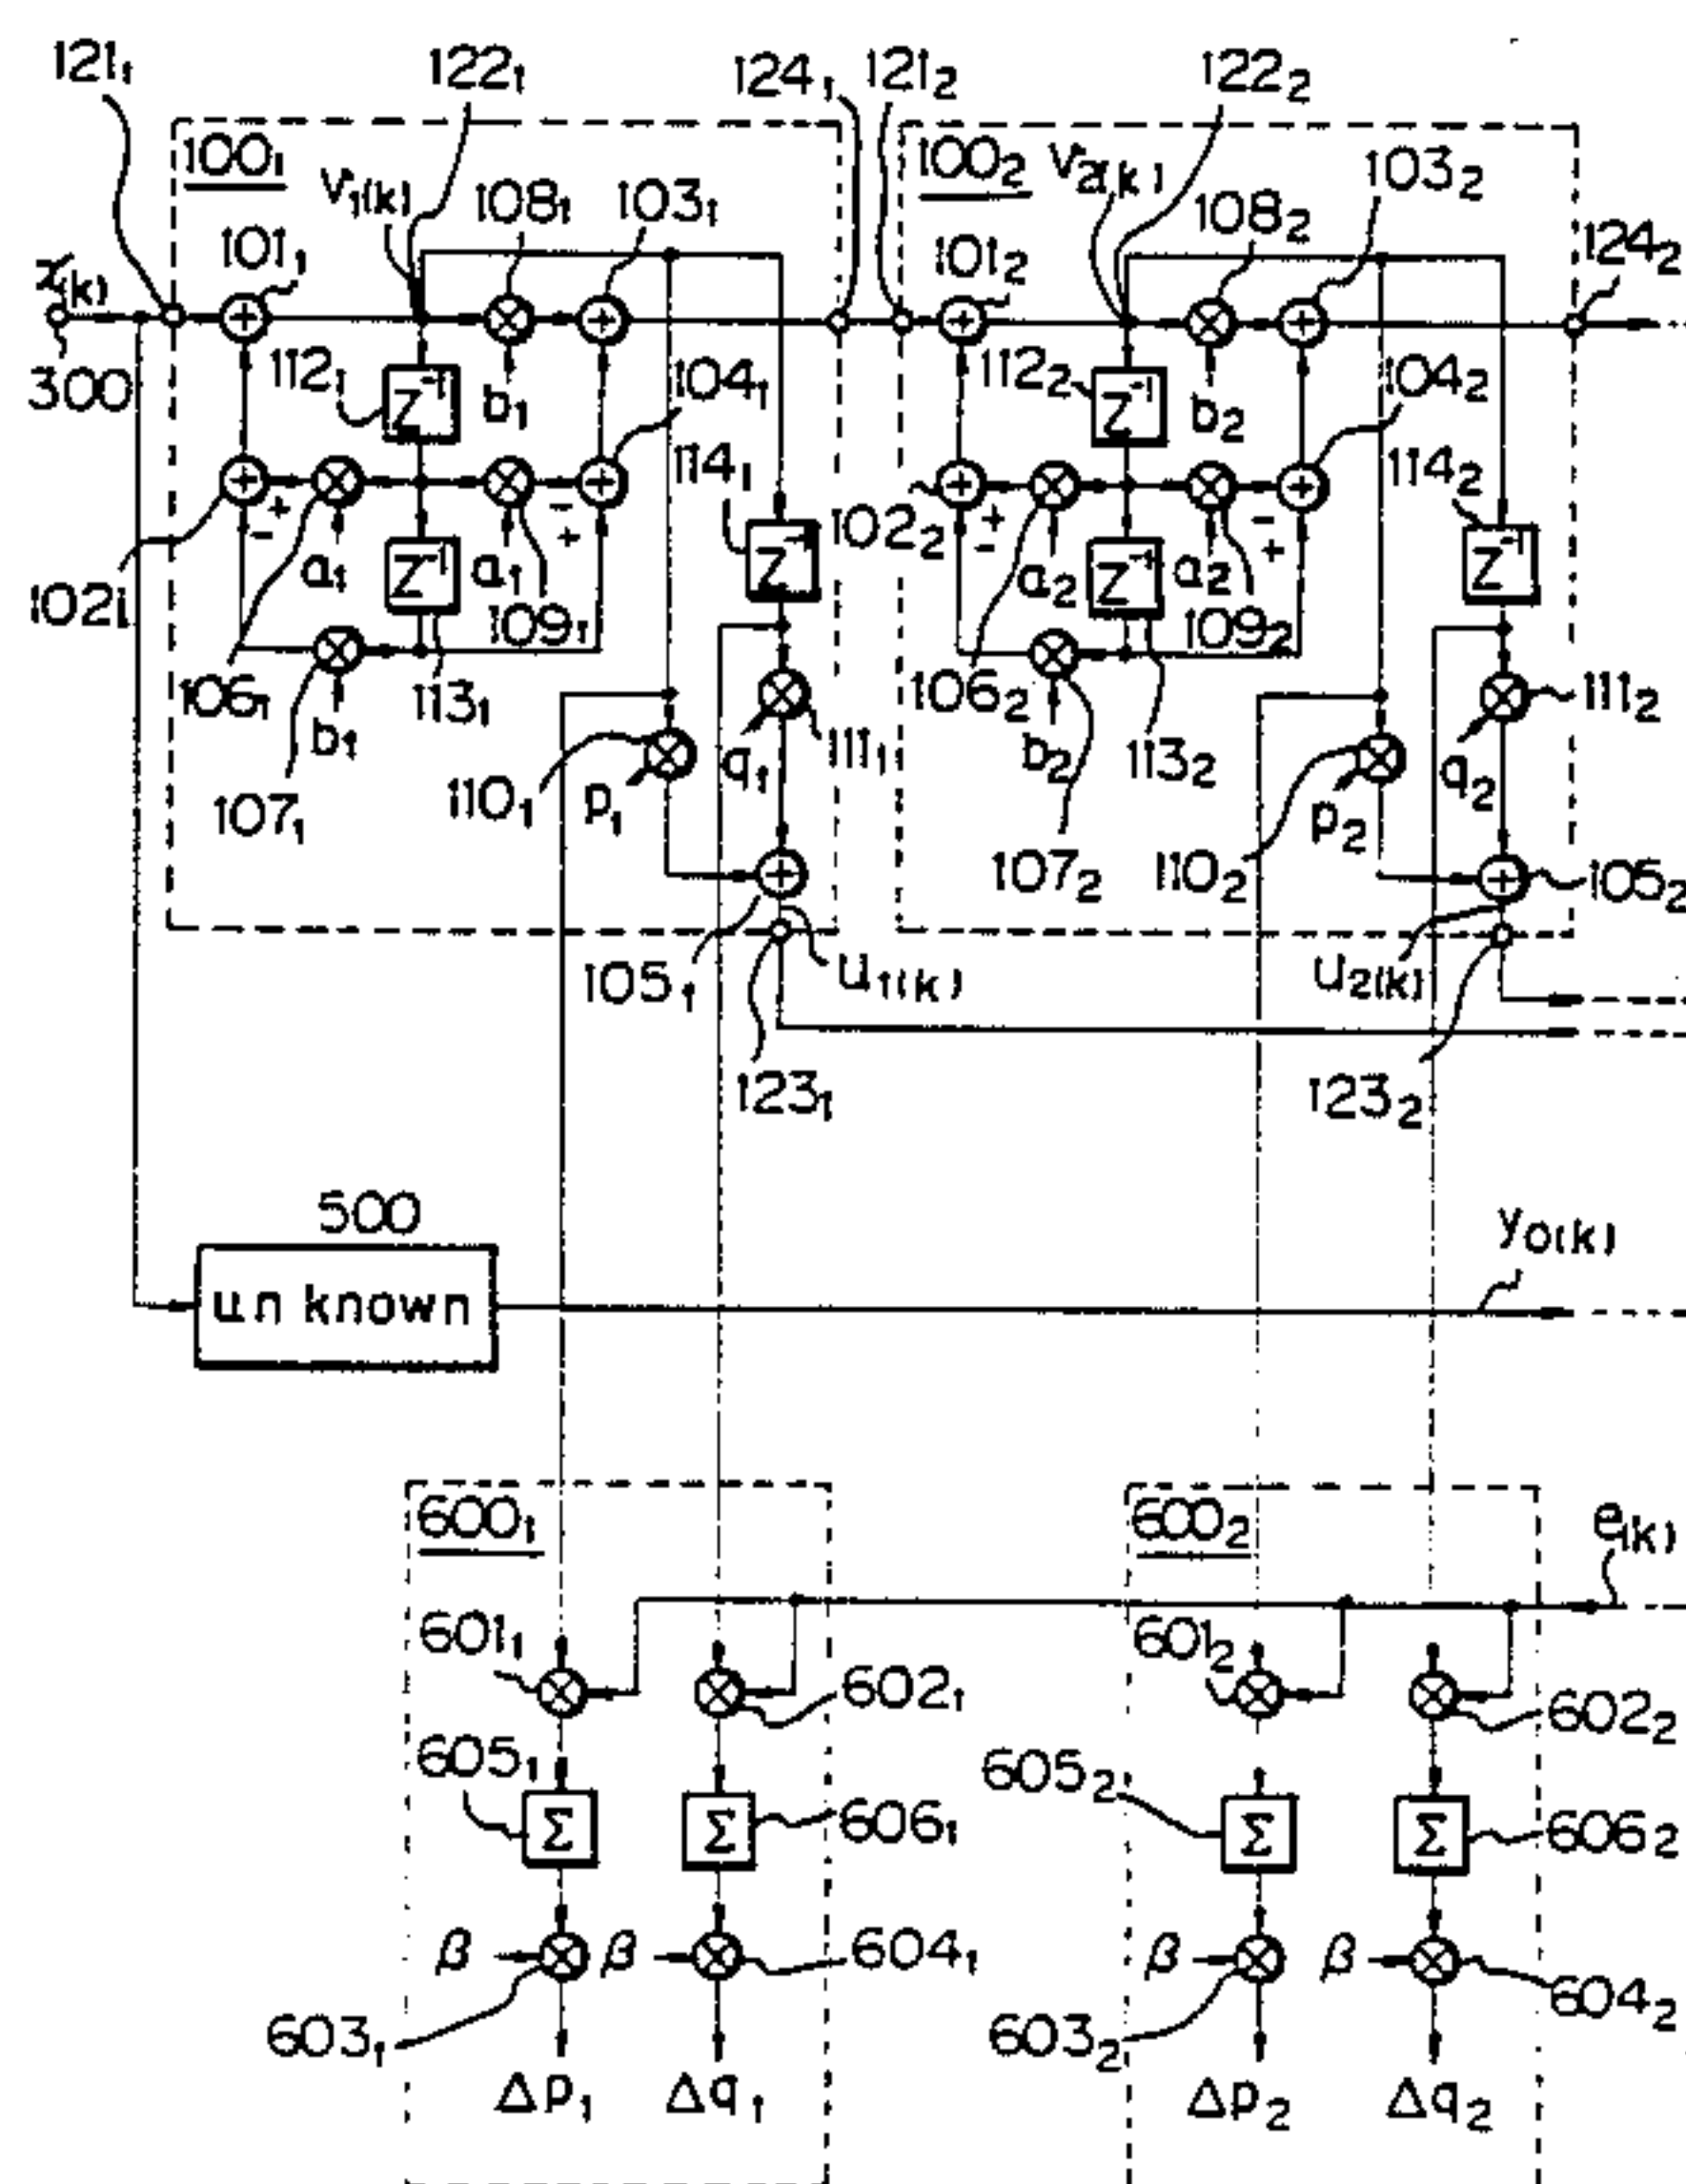 121₁ 122₁ 124₁ 121₂ 122₂
100₁ v₁(k) 108₁ 103₁ 100₂ v₂(k) 108₂ 103₂
x(k) 101₁ 101₂ 124₂
300 112₁ Z⁻¹ b₁ 104₁ 112₂ Z⁻¹ b₂ 104₂
+ + + + + +
114₁ 114₂
+ - - + + - - +
102₁ a₁ Z⁻¹ a₁ 109₁ Z⁻¹ 102₂ a₂ Z⁻¹ a₂ 109₂ Z⁻¹
106₁ 113₁ 106₂ 113₂ 111₂
b₁ q₁ 111₁ b₂ q₂
107₁ 110₁ p₁ 107₂ 110₂ p₂
+ + 105₂
105₁ u₁(k) u₂(k)
123₁ 123₂
500 y₀(k)
un known
600₁ 600₂ e(k)
601₁ 602₁ 601₂ 602₂
605₁ Σ Σ 606₁ 605₂ Σ Σ 606₂
β β 604₁ β β 604₂
603₁ 603₂
Δp₁ Δq₁ Δp₂ Δq₂